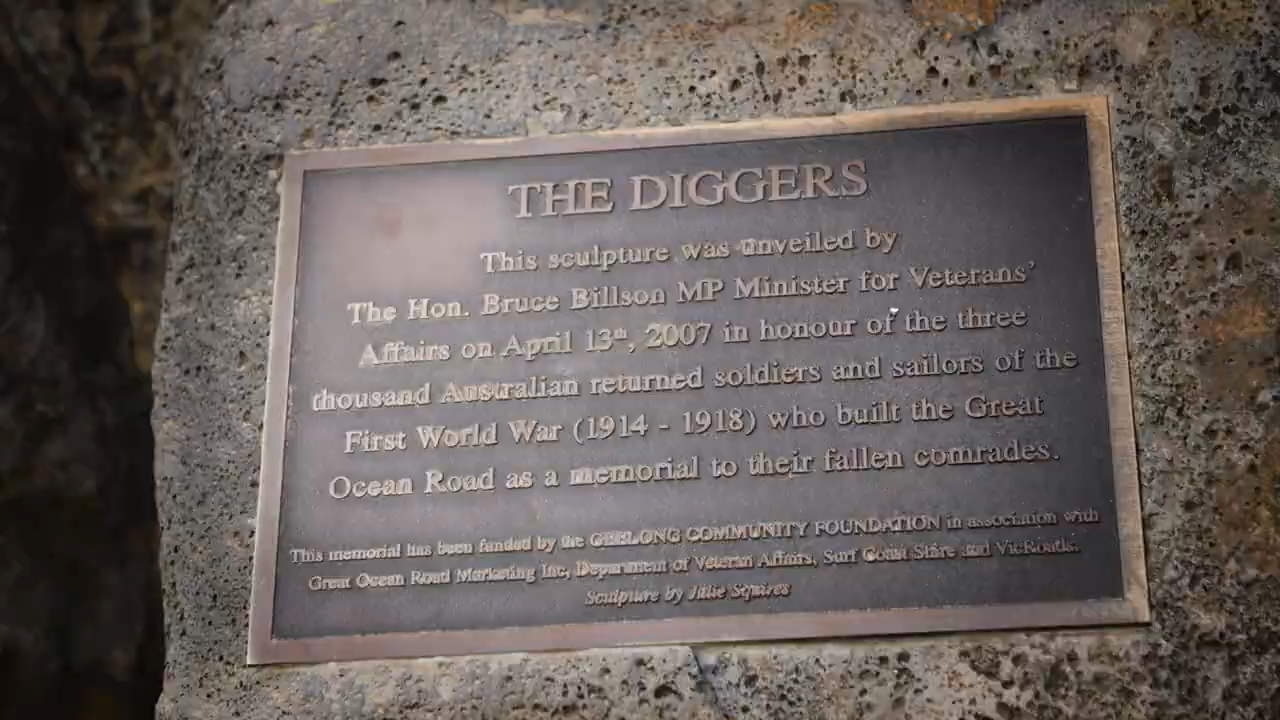 THE DIGGERS
This sculpture was unveiled by
The Hon. Bruce Billson MP Minister for Veterans'
Affairs on April 13th, 2007 in honour of the three
thousand Australian returned soldiers and sailors of the
First World War (1914 - 1918) who built the Great
Ocean Road as a memorial to their fallen comrades.
This memorial has been funded by the GEELONG COMMUNITY FOUNDATION in association with
Great Ocean Road Marketing Inc, Department of Veteran Affairs, Surf Coast Shire and VicRoads.
Sculpture by Julie Squires